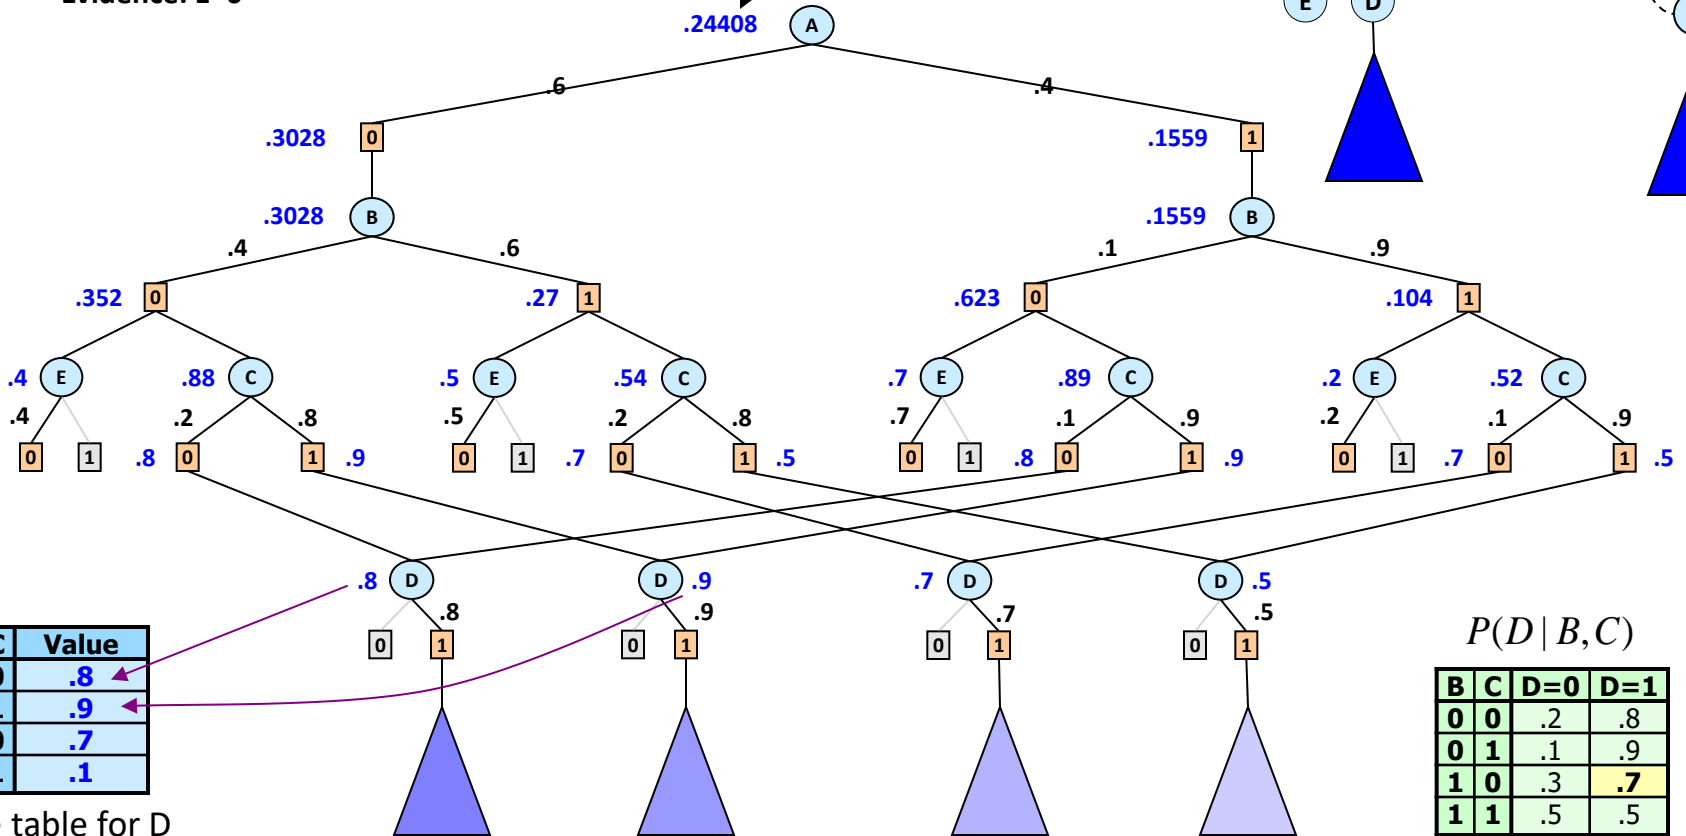 E D
.24408 A
.6 .4
.3028 0 .1559 1
.3028 B .1559 B
.4 .6 .1 .9
.352 0 .27 1 .623 0 .104 1
.4 E .88 C .5 E .54 C .7 E .89 C .2 E .52 C
.4 .2 .8 .5 .2 .8 .7 .1 .9 .2 .1 .9
0 1 .8 0 1 .9 0 1 .7 0 1 .5 0 1 .8 0 1 .9 0 1 .7 0 1 .5
.8 D D .9 .7 D D .5
.8 .9 .7 .5
0 1 0 1 0 1 0 1
Value
.8
.9
.7
.1
table for D
P(D | B, C)
B C D=0 D=1
0 0 .2 .8
0 1 .1 .9
1 0 .3 .7
1 1 .5 .5